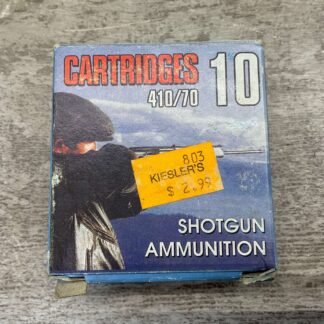 CARTRIDGES 10
410/70
803
KIESLER'S
$ 2.99
SHOTGUN
AMMUNITION